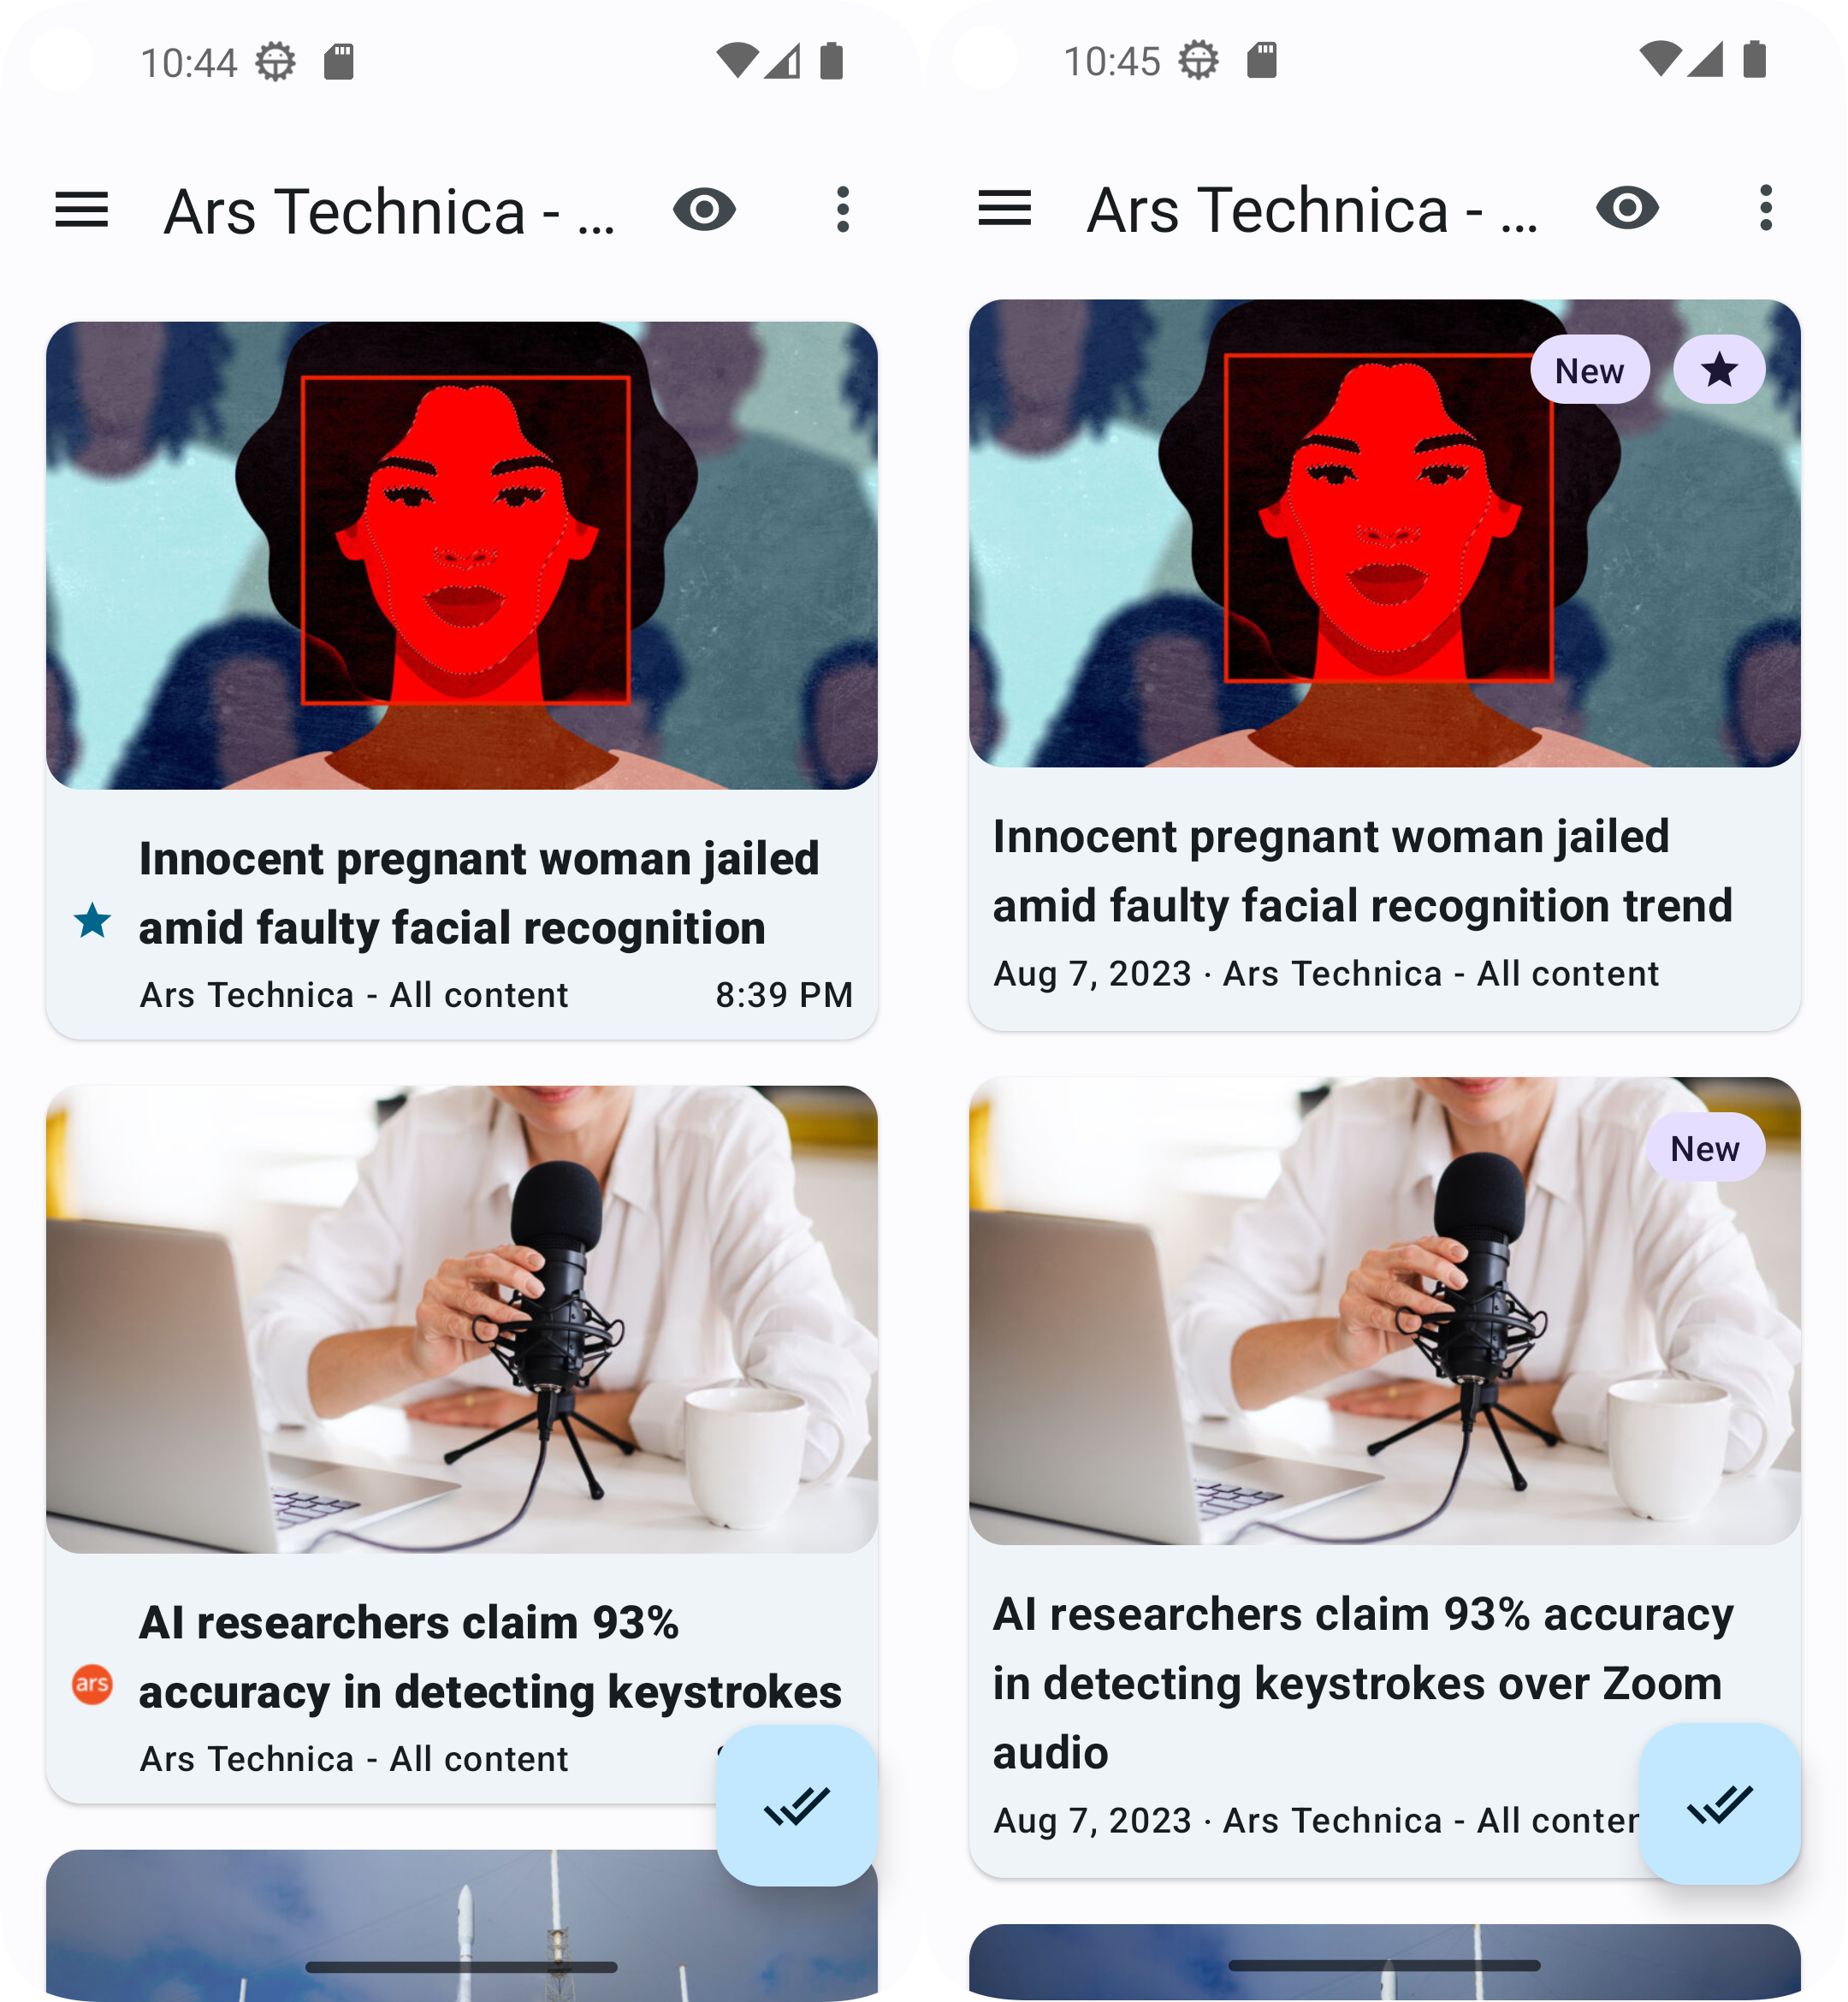 10:44
Ars Technica - ...
Innocent pregnant woman jailed
amid faulty facial recognition
Ars Technica - All content 8:39 PM
AI researchers claim 93%
ars
accuracy in detecting keystrokes
Ars Technica - All content
10:45
Ars Technica - ...
New
Innocent pregnant woman jailed
amid faulty facial recognition trend
Aug 7, 2023 · Ars Technica - All content
New
AI researchers claim 93% accuracy
in detecting keystrokes over Zoom
audio
Aug 7, 2023 · Ars Technica - All